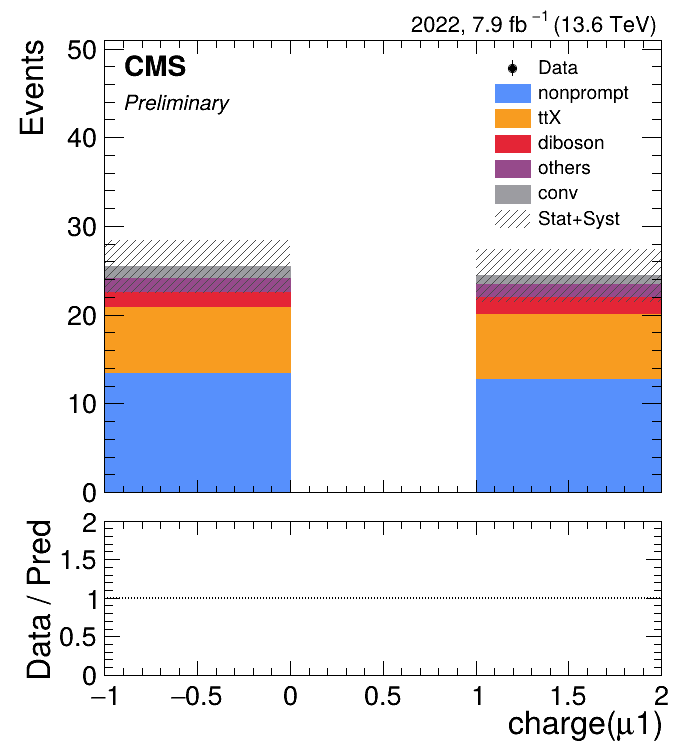 2022, 7.9 fb⁻¹ (13.6 TeV)
CMS
Preliminary
Data
nonprompt
ttX
diboson
others
conv
Stat+Syst
Events
50
40
30
20
10
0
Data / Pred
2
1.5
1
0.5
0
−1 −0.5 0 0.5 1 1.5 2
charge(μ1)